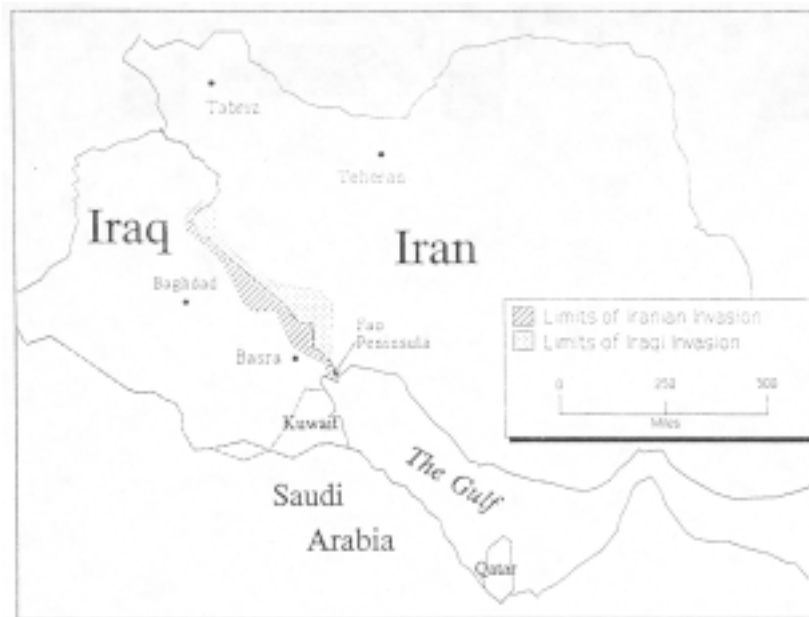 Tabriz
Teheran
Iraq
Iran
Baghdad
Fao
Peninsula
Basra
Limits of Iranian Invasion
Limits of Iraqi Invasion
0 250 500
Miles
Kuwait
The Gulf
Saudi
Arabia
Qatar